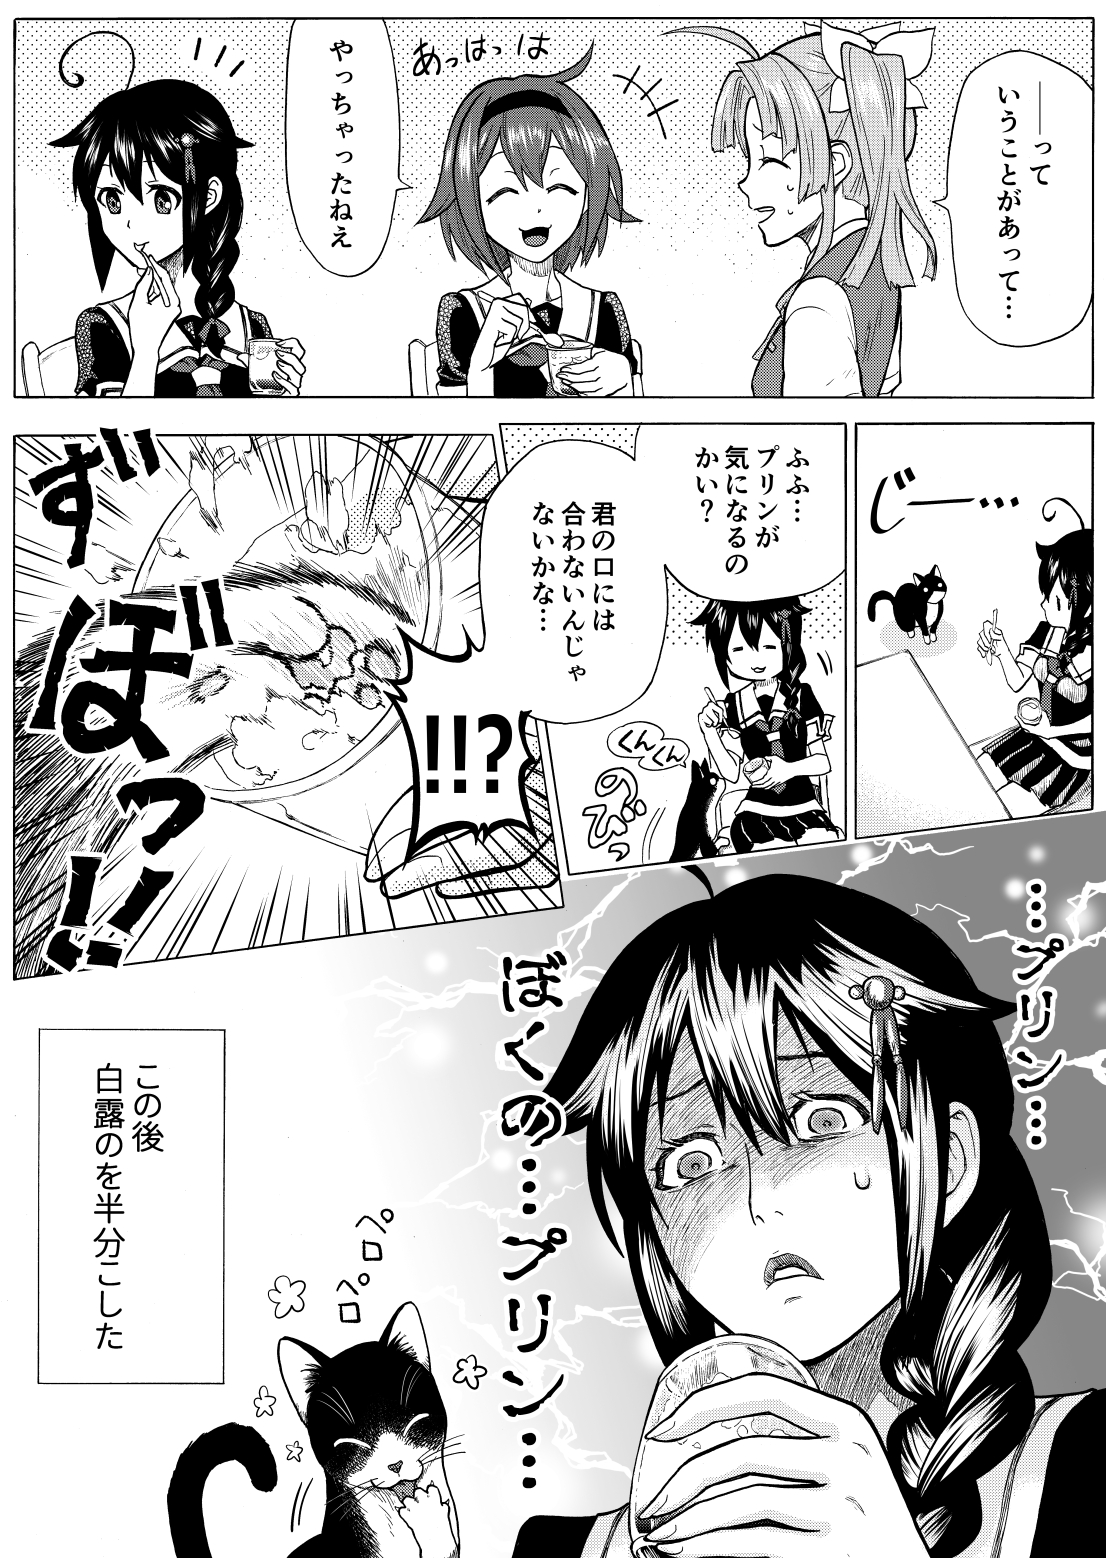 ――って
いうことがあって…
あっはっは
やっちゃったねえ
じー…
ふふ…
プリンが
気になるの
かい？
君の口には
合わないんじゃ
ないかな…
くんくん
のびっ
!!?
ずぼっ!!
…プリン…
ぼくの…プリン…
ペロペロ
この後
白露のを半分こした